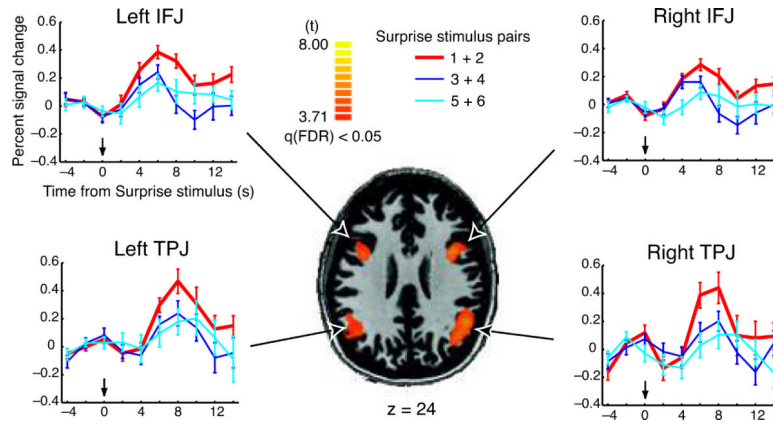 Left IFJ
Percent signal change
0.6
0.4
0.2
0
−0.2
−0.4
−4 0 4 8 12
Time from Surprise stimulus (s)
(t)
8.00
3.71
q(FDR) < 0.05
Surprise stimulus pairs
1 + 2
3 + 4
5 + 6
Right IFJ
0.6
0.4
0.2
0
−0.2
−0.4
−4 0 4 8 12
Left TPJ
0.6
0.4
0.2
0
−0.2
−0.4
−4 0 4 8 12
z = 24
Right TPJ
0.6
0.4
0.2
0
−0.2
−0.4
−4 0 4 8 12